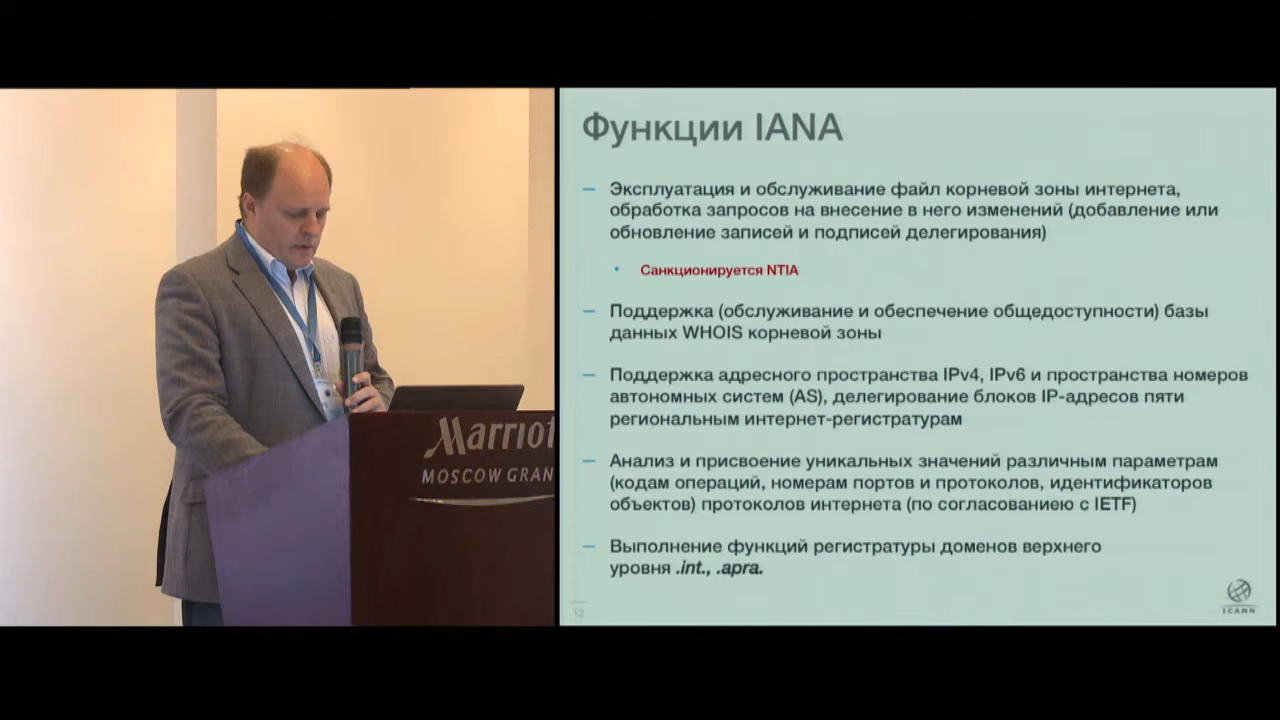 Функции IANA
– Эксплуатация и обслуживание файл корневой зоны интернета,
обработка запросов на внесение в него изменений (добавление или
обновление записей и подписей делегирования)
• Санкционируется NTIA
– Поддержка (обслуживание и обеспечение общедоступности) базы
данных WHOIS корневой зоны
– Поддержка адресного пространства IPv4, IPv6 и пространства номеров
автономных систем (AS), делегирование блоков IP-адресов пяти
региональным интернет-регистратурам
– Анализ и присвоение уникальных значений различным параметрам
(кодам операций, номерам портов и протоколов, идентификаторов
объектов) протоколов интернета (по согласованиею с IETF)
– Выполнение функций регистратуры доменов верхнего
уровня .int., .apra.
12
ICANN
Marriot
MOSCOW GRAN